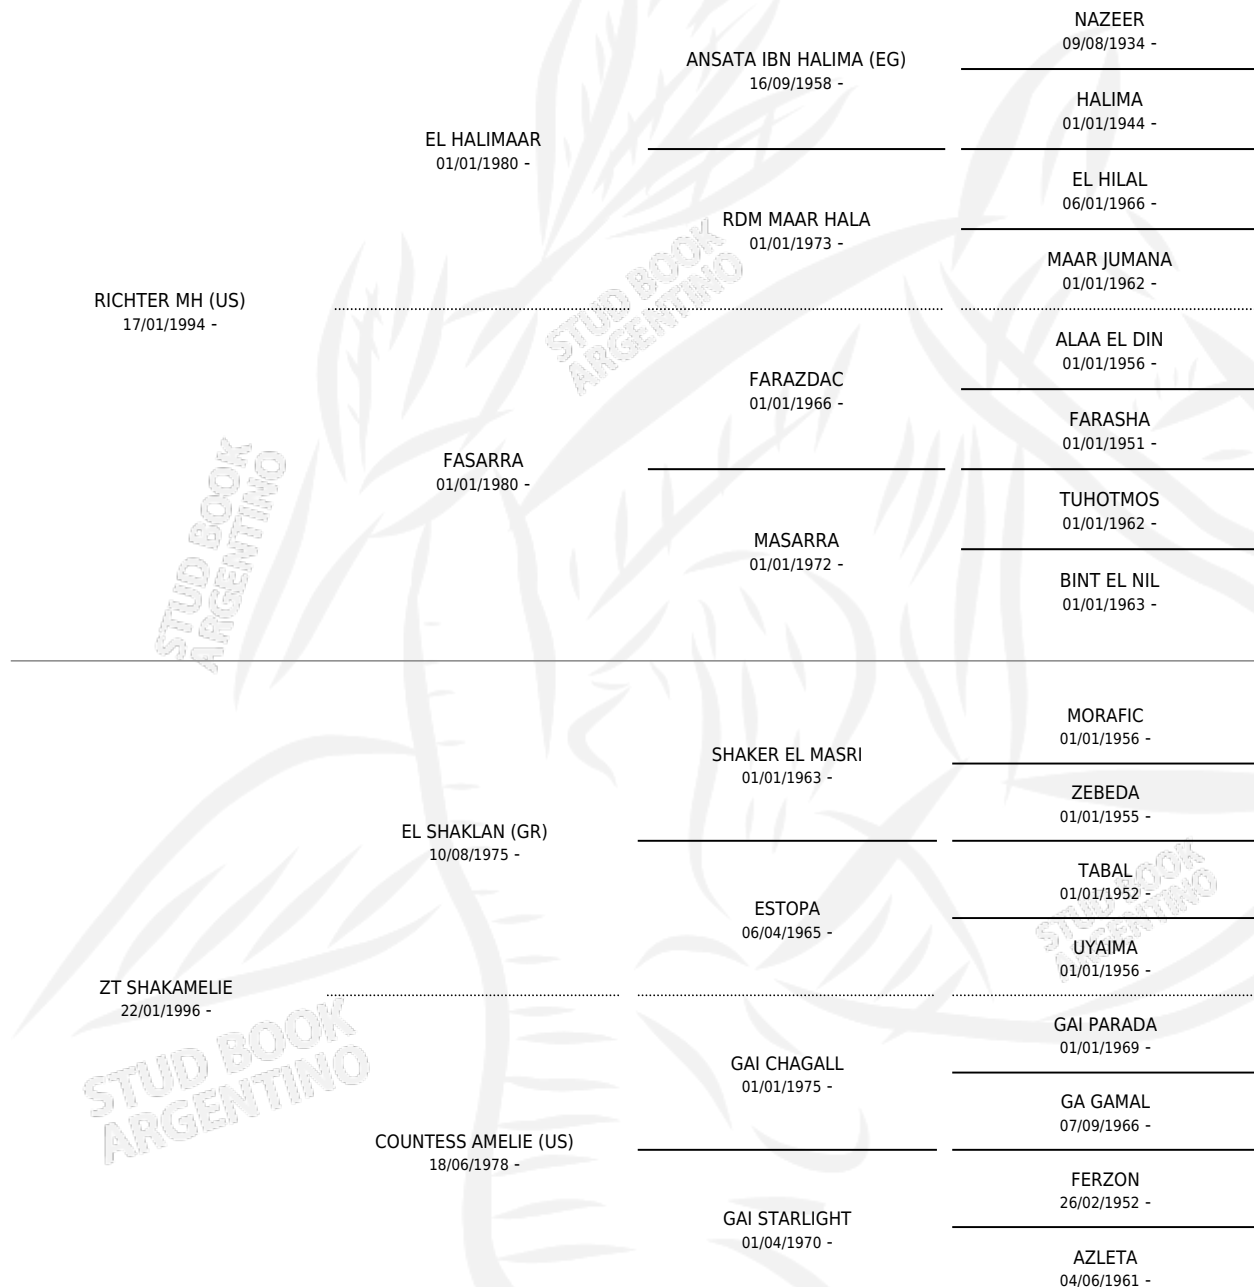 NAZEER
09/08/1934 -
ANSATA IBN HALIMA (EG)
16/09/1958 -
HALIMA
01/01/1944 -
EL HALIMAAR
01/01/1980 -
EL HILAL
06/01/1966 -
RDM MAAR HALA
01/01/1973 -
MAAR JUMANA
01/01/1962 -
RICHTER MH (US)
17/01/1994 -
ALAA EL DIN
01/01/1956 -
FARAZDAC
01/01/1966 -
FARASHA
01/01/1951 -
FASARRA
01/01/1980 -
TUHOTMOS
01/01/1962 -
MASARRA
01/01/1972 -
BINT EL NIL
01/01/1963 -
MORAFIC
01/01/1956 -
SHAKER EL MASRI
01/01/1963 -
ZEBEDA
01/01/1955 -
EL SHAKLAN (GR)
10/08/1975 -
TABAL
01/01/1952 -
ESTOPA
06/04/1965 -
UYAIMA
01/01/1956 -
ZT SHAKAMELIE
22/01/1996 -
GAI PARADA
01/01/1969 -
GAI CHAGALL
01/01/1975 -
GA GAMAL
07/09/1966 -
COUNTESS AMELIE (US)
18/06/1978 -
FERZON
26/02/1952 -
GAI STARLIGHT
01/04/1970 -
AZLETA
04/06/1961 -
STUD BOOK
ARGENTINO
STUD BOOK
ARGENTINO
STUD BOOK
ARGENTINO
STUD BOOK
ARGENTINO